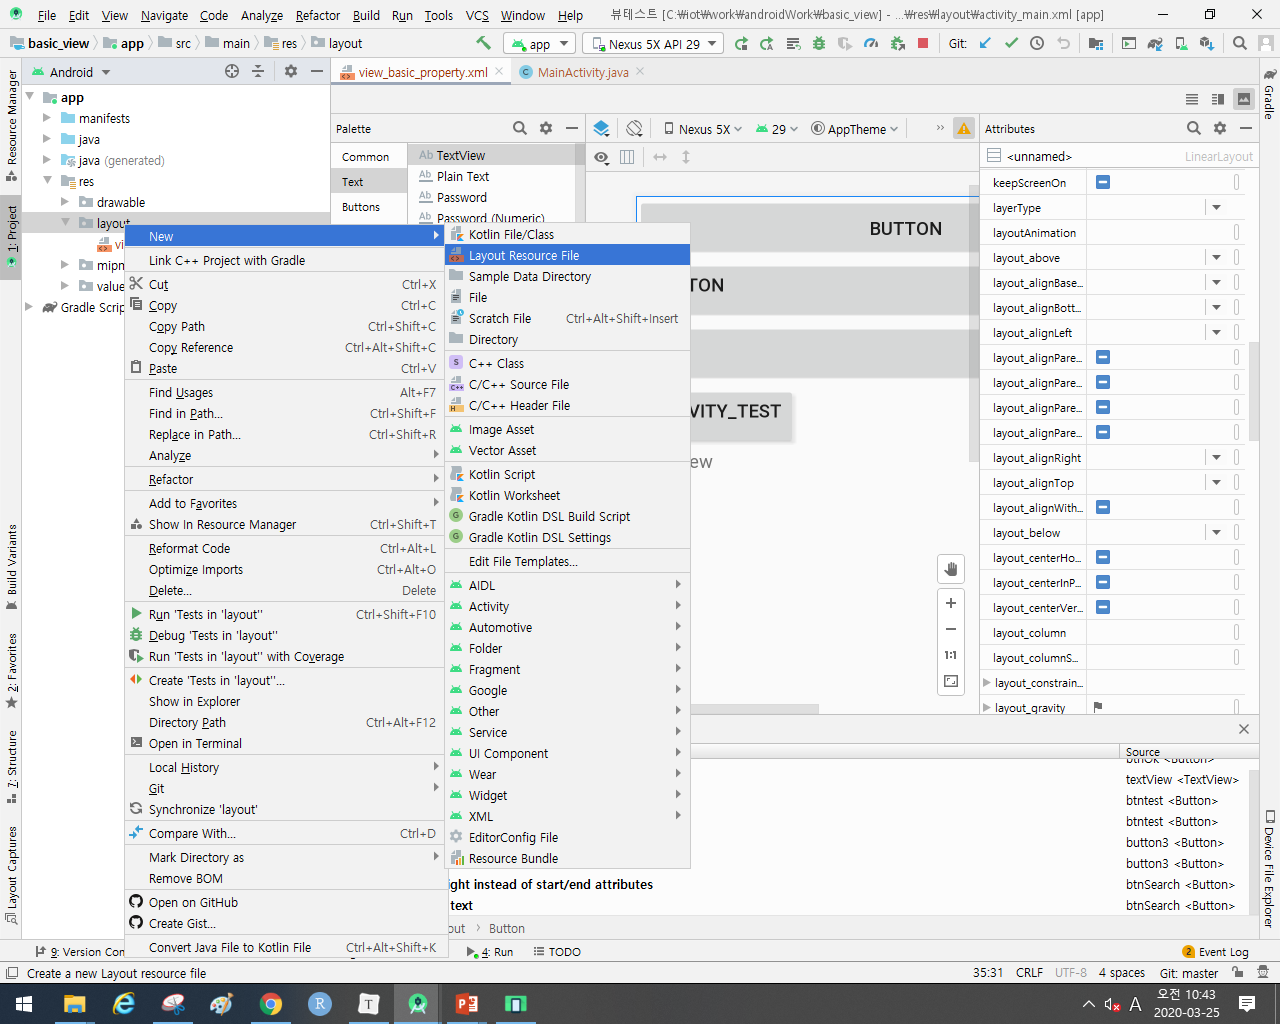 File Edit View Navigate Code Analyze Refactor Build Run Tools VCS Window Help 뷰테스트 [C:₩iot₩work₩androidWork₩basic_view] - ...₩res₩layout₩activity_main.xml [app]
basic_view app src main res layout app Nexus 5X API 29 Git:
Android view_basic_property.xml MainActivity.java
Resource Manager
1: Project
Build Variants
2: Favorites
7: Structure
Layout Captures
app
manifests
java
java (generated)
res
drawable
layout
Gradle Scrip
New
Link C++ Project with Gradle
Cut Ctrl+X
Copy Ctrl+C
Copy Path Ctrl+Shift+C
Copy Reference Ctrl+Alt+Shift+C
Paste Ctrl+V
Find Usages Alt+F7
Find in Path... Ctrl+Shift+F
Replace in Path... Ctrl+Shift+R
Analyze
Refactor
Add to Favorites
Show In Resource Manager Ctrl+Shift+T
Reformat Code Ctrl+Alt+L
Optimize Imports Ctrl+Alt+O
Delete... Delete
Run 'Tests in 'layout'' Ctrl+Shift+F10
Debug 'Tests in 'layout''
Run 'Tests in 'layout'' with Coverage
Create 'Tests in 'layout''...
Show in Explorer
Directory Path Ctrl+Alt+F12
Open in Terminal
Local History
Git
Synchronize 'layout'
Compare With... Ctrl+D
Mark Directory as
Remove BOM
Open on GitHub
Create Gist...
Convert Java File to Kotlin File Ctrl+Alt+Shift+K
Palette
Common
Text
Buttons
Ab TextView
Ab Plain Text
Ab Password
Ab Password (Numeric)
Kotlin File/Class
Layout Resource File
Sample Data Directory
File
Scratch File Ctrl+Alt+Shift+Insert
Directory
C++ Class
C/C++ Source File
C/C++ Header File
Image Asset
Vector Asset
Kotlin Script
Kotlin Worksheet
Gradle Kotlin DSL Build Script
Gradle Kotlin DSL Settings
Edit File Templates...
AIDL
Activity
Automotive
Folder
Fragment
Google
Other
Service
UI Component
Wear
Widget
XML
EditorConfig File
Resource Bundle
Nexus 5X 29 AppTheme
BUTTON
TON
VITY_TEST
ew
1:1
Attributes
<unnamed> LinearLayout
keepScreenOn
layerType
layoutAnimation
layout_above
layout_alignBase...
layout_alignBott...
layout_alignLeft
layout_alignPare...
layout_alignPare...
layout_alignPare...
layout_alignPare...
layout_alignRight
layout_alignTop
layout_alignWith...
layout_below
layout_centerHo...
layout_centerInP...
layout_centerVer...
layout_column
layout_columnS...
layout_constrain...
layout_gravity
Gradle
Device File Explorer
Source
btnOk <Button>
textView <TextView>
btntest <Button>
btntest <Button>
button3 <Button>
button3 <Button>
btnSearch <Button>
btnSearch <Button>
ight instead of start/end attributes
text
out Button
9: Version Con 4: Run TODO 2 Event Log
Create a new Layout resource file 35:31 CRLF UTF-8 4 spaces Git: master
A 오전 10:43
2020-03-25